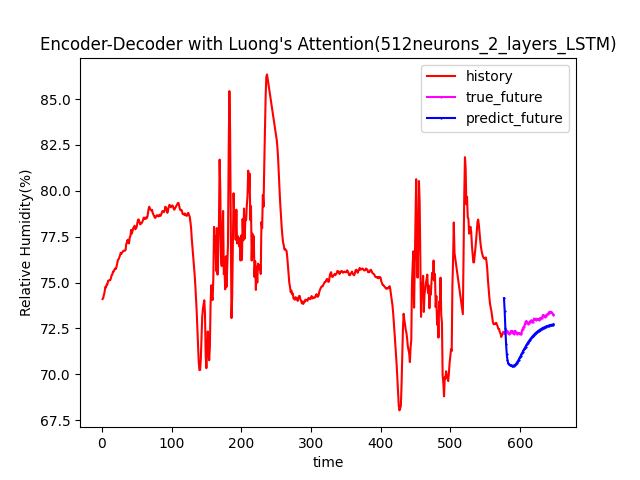 Encoder-Decoder with Luong's Attention(512neurons_2_layers_LSTM)
history
true_future
predict_future
Relative Humidity(%)
85.0
82.5
80.0
77.5
75.0
72.5
70.0
67.5
0 100 200 300 400 500 600
time